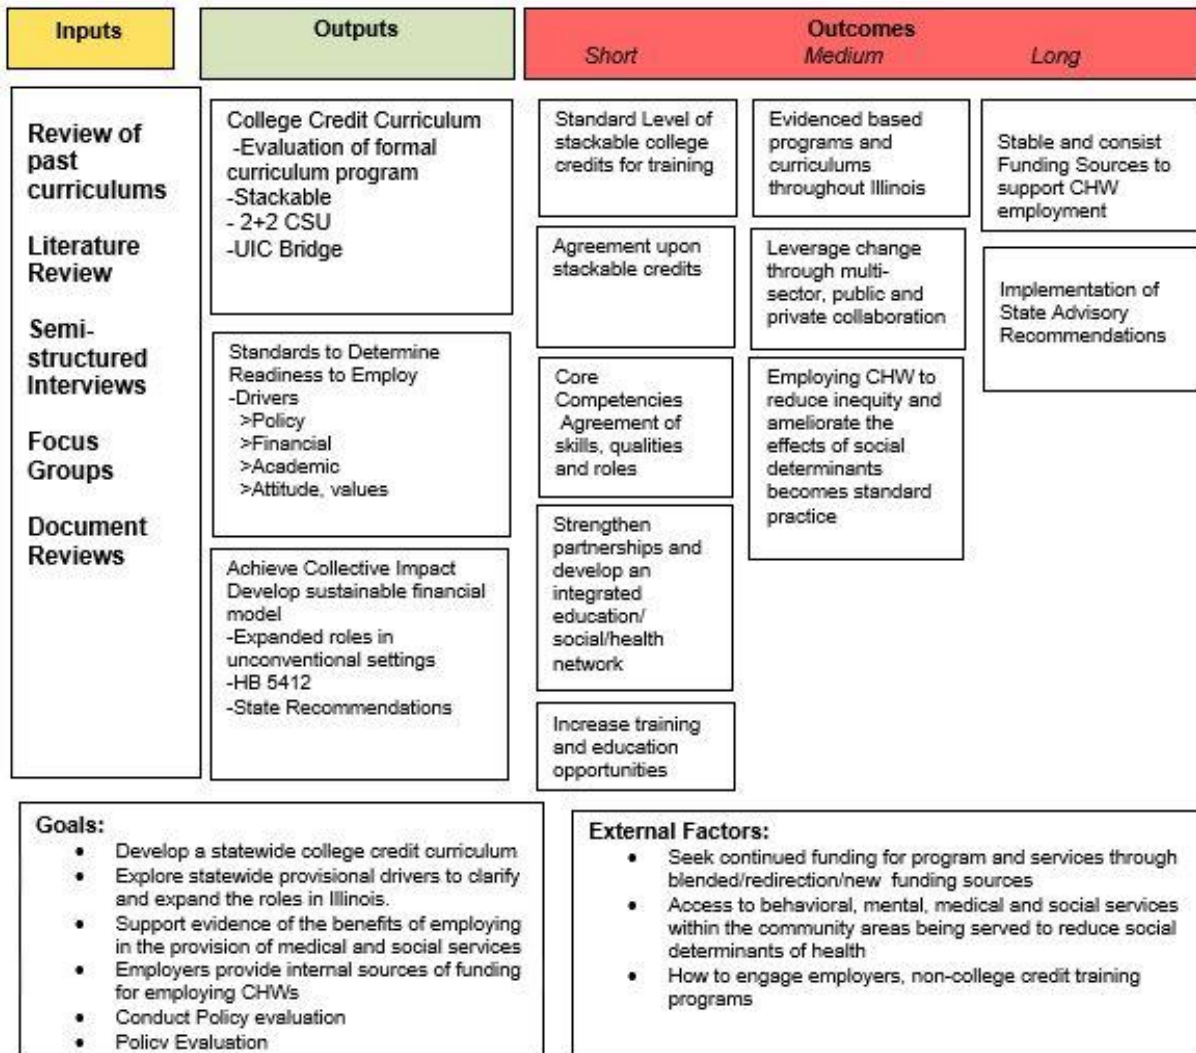 Inputs
Outputs
Outcomes
Short Medium Long
Review of
past
curriculums
Literature
Review
Semi-
structured
Interviews
Focus
Groups
Document
Reviews
College Credit Curriculum
-Evaluation of formal
curriculum program
-Stackable
- 2+2 CSU
-UIC Bridge
Standards to Determine
Readiness to Employ
-Drivers
>Policy
>Financial
>Academic
>Attitude, values
Achieve Collective Impact
Develop sustainable financial
model
-Expanded roles in
unconventional settings
-HB 5412
-State Recommendations
Standard Level of
stackable college
credits for training
Agreement upon
stackable credits
Core
Competencies
Agreement of
skills, qualities
and roles
Strengthen
partnerships and
develop an
integrated
education/
social/health
network
Increase training
and education
opportunities
Evidenced based
programs and
curriculums
throughout Illinois
Leverage change
through multi-
sector, public and
private collaboration
Employing CHW to
reduce inequity and
ameliorate the
effects of social
determinants
becomes standard
practice
Stable and consist
Funding Sources to
support CHW
employment
Implementation of
State Advisory
Recommendations
Goals:
• Develop a statewide college credit curriculum
• Explore statewide provisional drivers to clarify
and expand the roles in Illinois.
• Support evidence of the benefits of employing
in the provision of medical and social services
• Employers provide internal sources of funding
for employing CHWs
• Conduct Policy evaluation
• Policy Evaluation
External Factors:
• Seek continued funding for program and services through
blended/redirection/new funding sources
• Access to behavioral, mental, medical and social services
within the community areas being served to reduce social
determinants of health
• How to engage employers, non-college credit training
programs